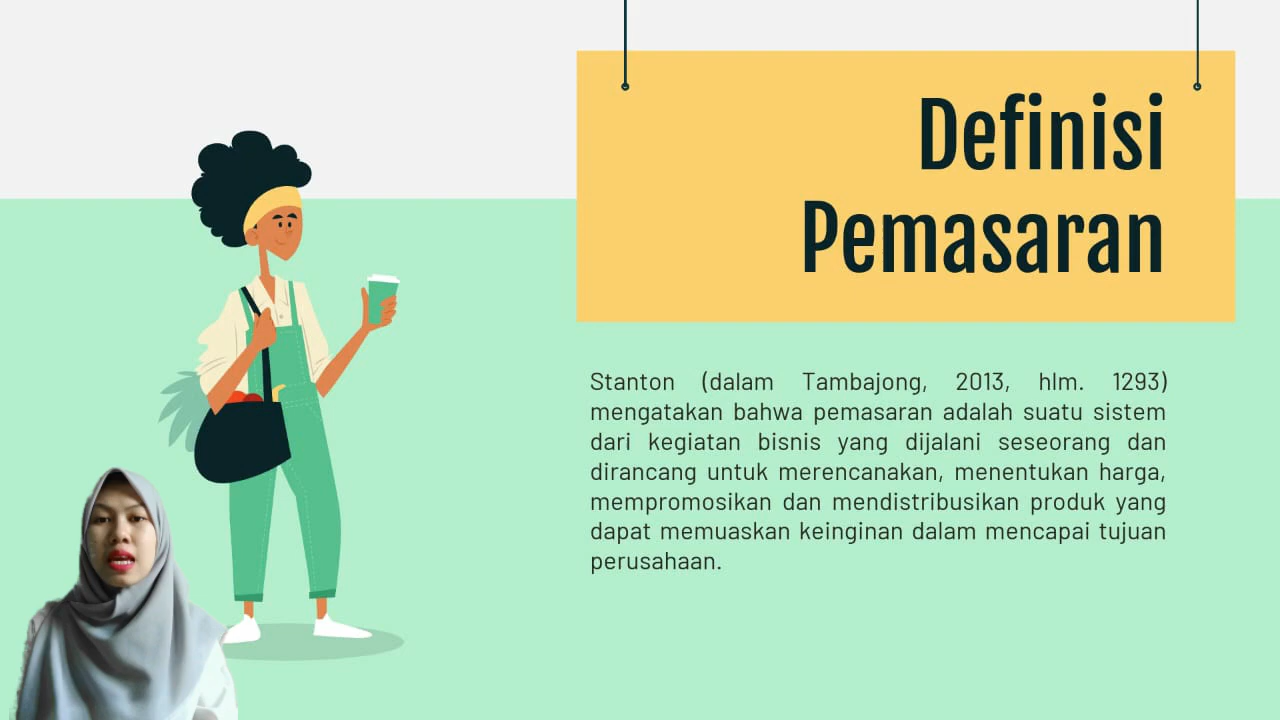 Definisi
Pemasaran
Stanton (dalam Tambajong, 2013, hlm. 1293)
mengatakan bahwa pemasaran adalah suatu sistem
dari kegiatan bisnis yang dijalani seseorang dan
dirancang untuk merencanakan, menentukan harga,
mempromosikan dan mendistribusikan produk yang
dapat memuaskan keinginan dalam mencapai tujuan
perusahaan.